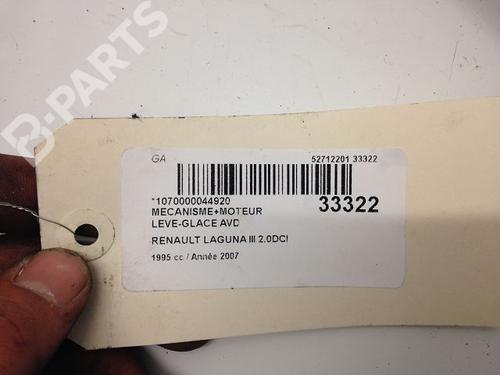 B-PARTS
GA 52712201 33322
*1070000044920
33322
MECANISME+MOTEUR
LEVE-GLACE AVD
RENAULT LAGUNA III 2.0DCI
1995 cc / Année 2007